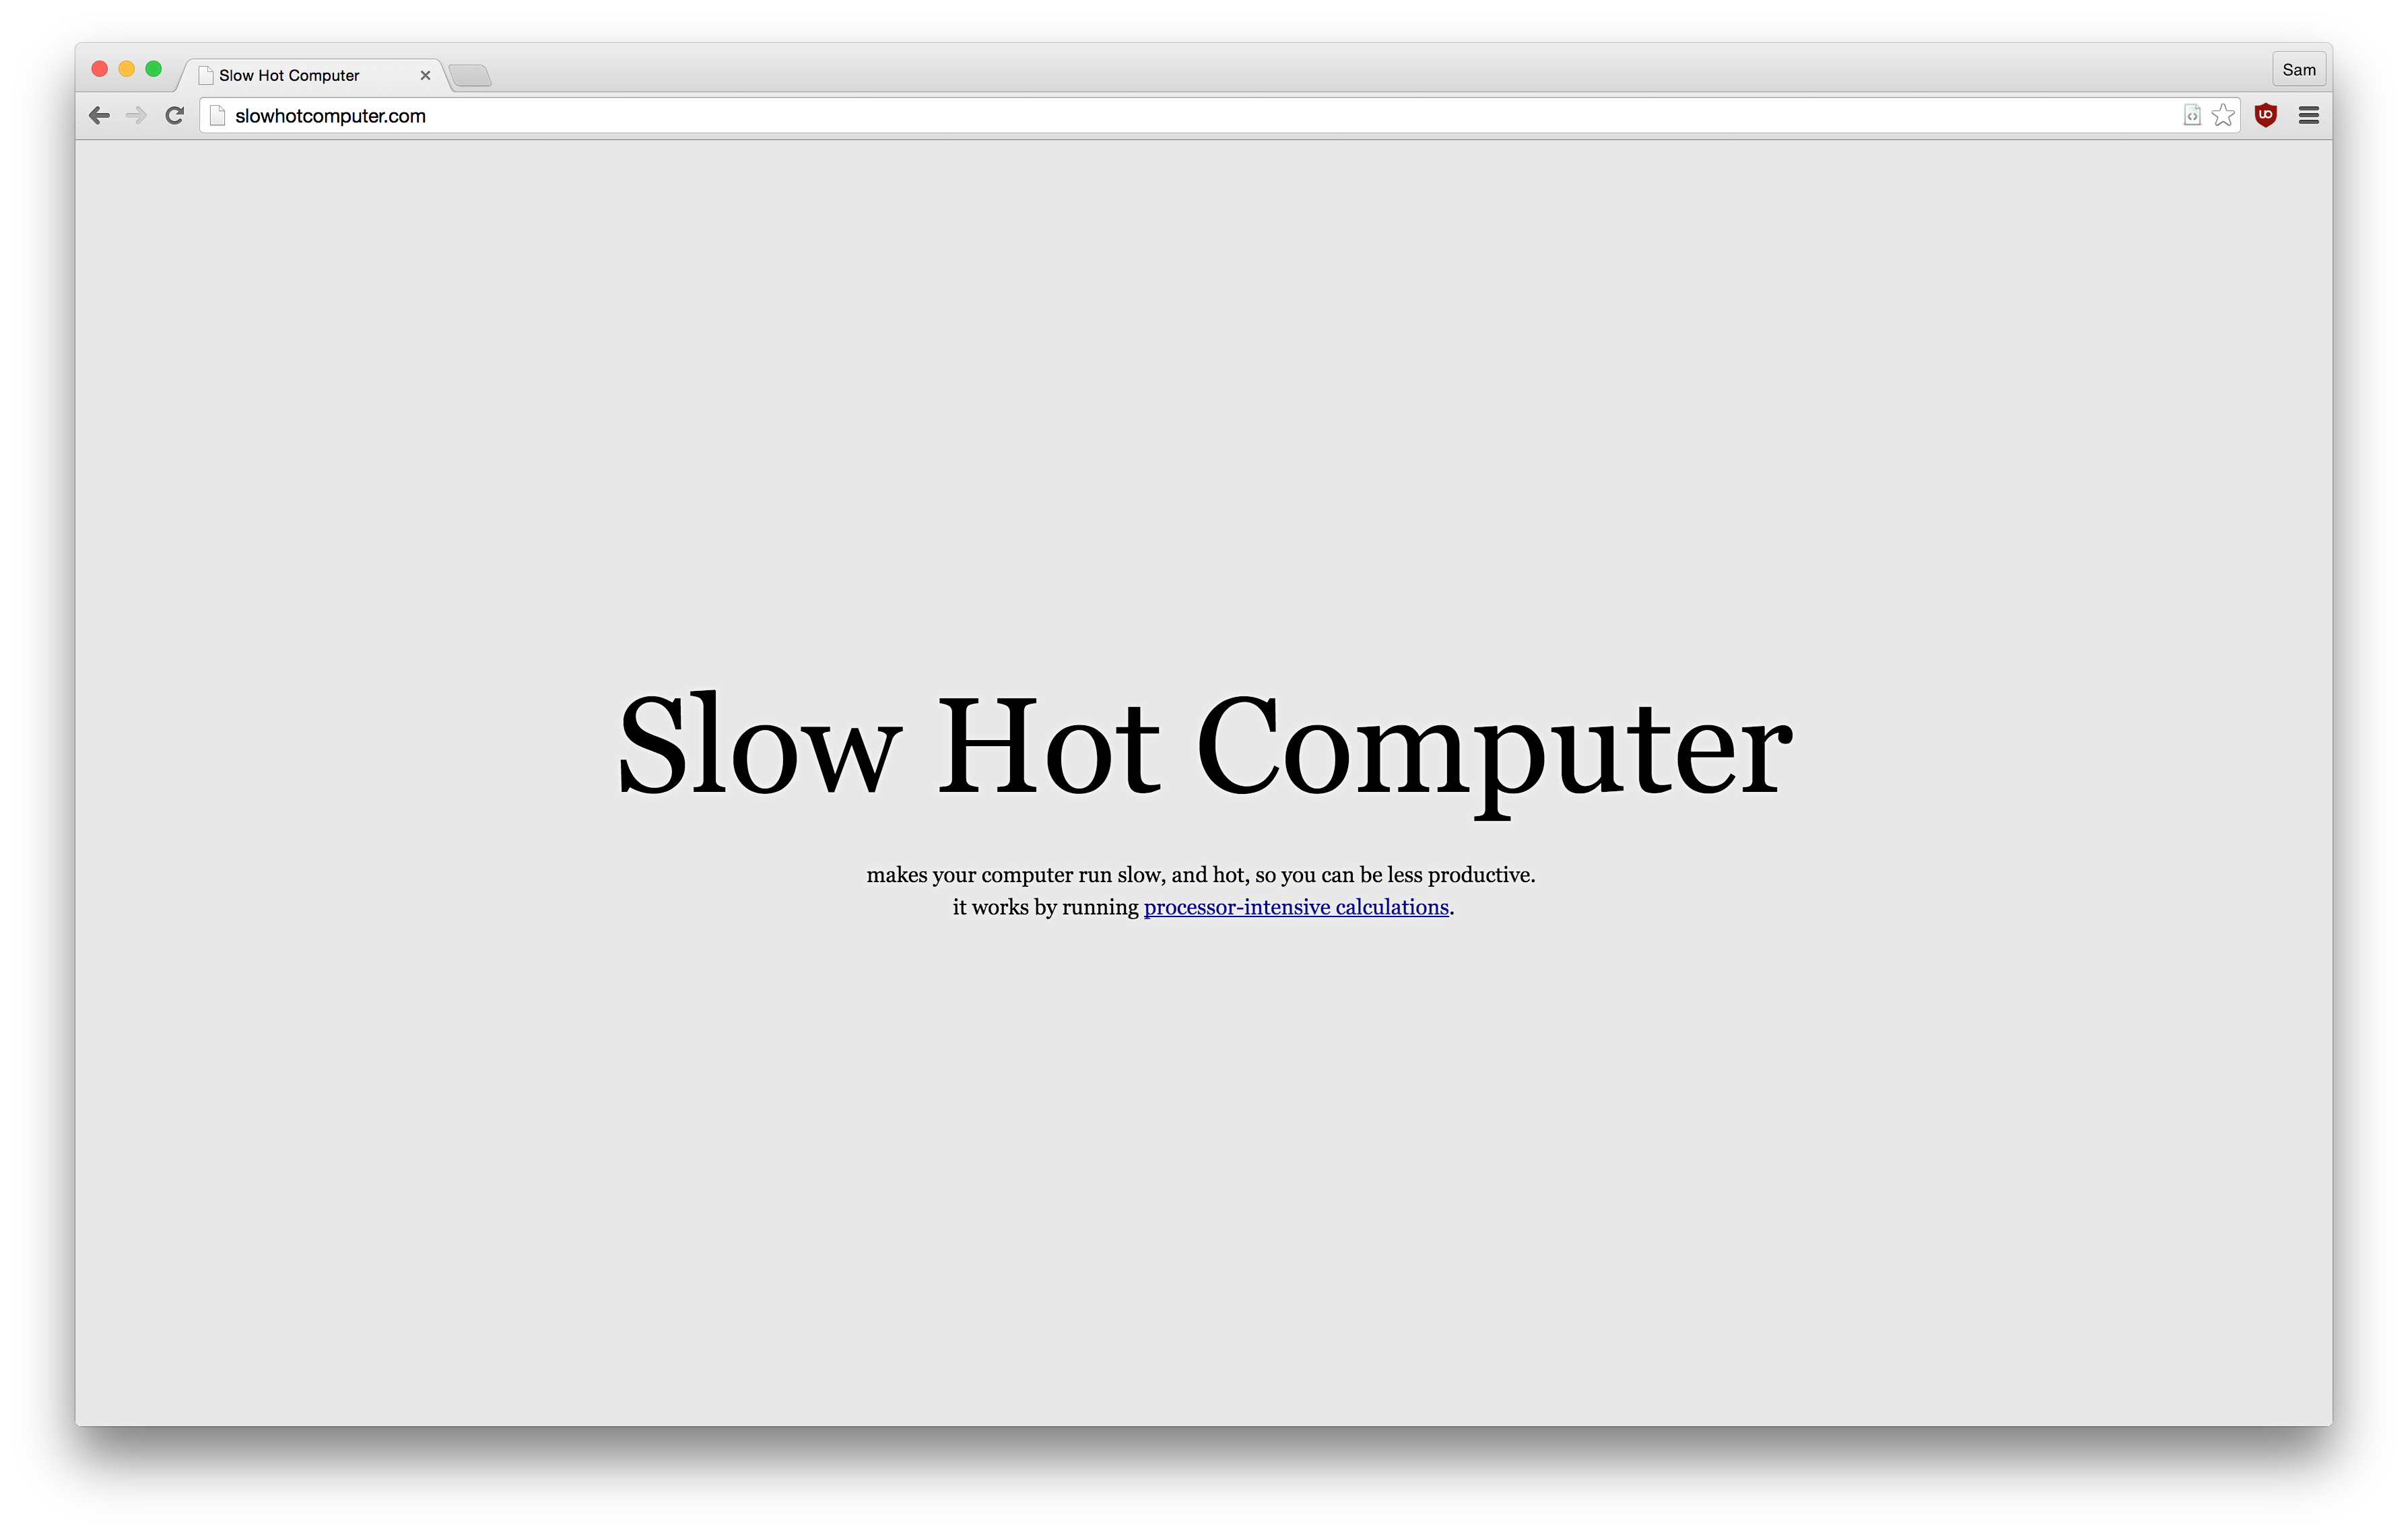 Slow Hot Computer
Sam
slowhotcomputer.com
Slow Hot Computer
makes your computer run slow, and hot, so you can be less productive.
it works by running processor-intensive calculations.